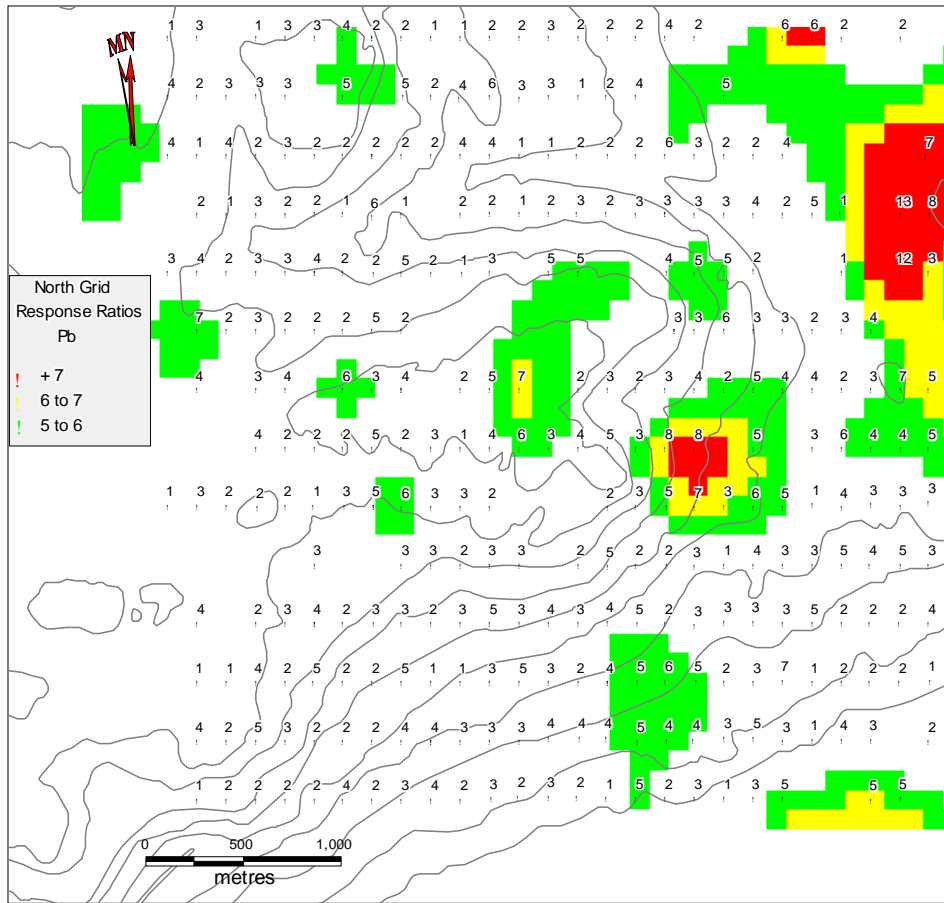 1 3 1 3 3 4 2 2 1 1 2 2 3 2 2 2 2 4 2 6 6 2 2
MN
4 2 3 3 3 5 5 2 4 6 3 3 1 2 4 5
4 1 4 2 3 2 2 2 2 2 4 4 1 1 2 2 2 6 3 2 2 4 7
2 1 3 2 2 1 6 1 2 2 1 2 3 2 3 3 3 3 4 2 5 1 13 8
3 4 2 3 3 4 2 2 5 2 1 3 5 5 4 5 5 2 1 12 3
North Grid
Response Ratios
Pb
+ 7
6 to 7
5 to 6
7 2 3 2 2 2 5 2 3 3 6 3 3 2 3 4
4 3 4 6 3 4 2 5 7 2 3 2 3 4 2 5 4 4 2 3 7 5
4 2 2 2 5 2 3 1 4 6 3 4 5 3 8 8 5 3 6 4 4 5
1 3 2 2 2 1 3 5 6 3 3 2 2 3 5 7 3 6 5 1 4 3 3 3
3 3 3 2 3 3 2 5 2 2 3 1 4 3 3 5 4 5 3
4 2 3 4 2 3 3 2 3 5 3 4 3 4 5 2 3 3 3 3 5 2 2 2 4
1 1 4 2 5 2 2 5 1 1 3 5 3 2 4 5 6 5 2 3 7 1 2 2 2 1
4 2 5 3 2 2 2 4 4 3 3 3 4 4 4 5 4 4 3 5 3 1 4 3 2
1 2 2 2 2 4 2 3 4 2 3 2 3 2 1 5 2 3 1 3 5 5 5
0 500 1,000
metres